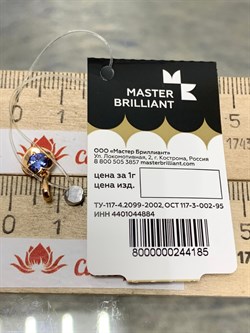 MASTER
BRILLIANT
ООО «Мастер Бриллиант»
Ул. Локомотивная, 2, г. Кострома, Россия
8 800 505 3857 masterbrilliant.com
цена за 1г
цена изд.
ТУ-117-4.2099-2002, ОСТ 117-3-002-95
ИНН 4401044884
8000000244185